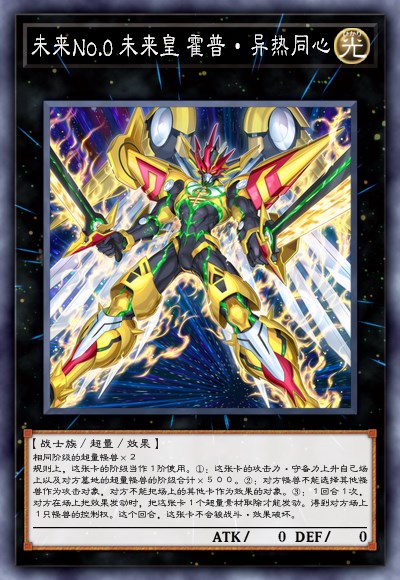 未来No.0 未来皇 霍普·异热同心
光
【战士族／超量／效果】
相同阶级的超量怪兽×2
规则上，这张卡的阶级当作1阶使用。①：这张卡的攻击力·守备力上升自己场
上以及对方墓地的超量怪兽的阶级合计×500。②：对方怪兽不能选择其他怪
兽作为攻击对象，对方不能把场上的其他卡作为效果的对象。③：1回合1次，
对方在场上把效果发动时，把这张卡1个超量素材取除才能发动。得到对方场上
1只怪兽的控制权。这个回合，这张卡不会被战斗·效果破坏。
ATK/ 0 DEF/ 0